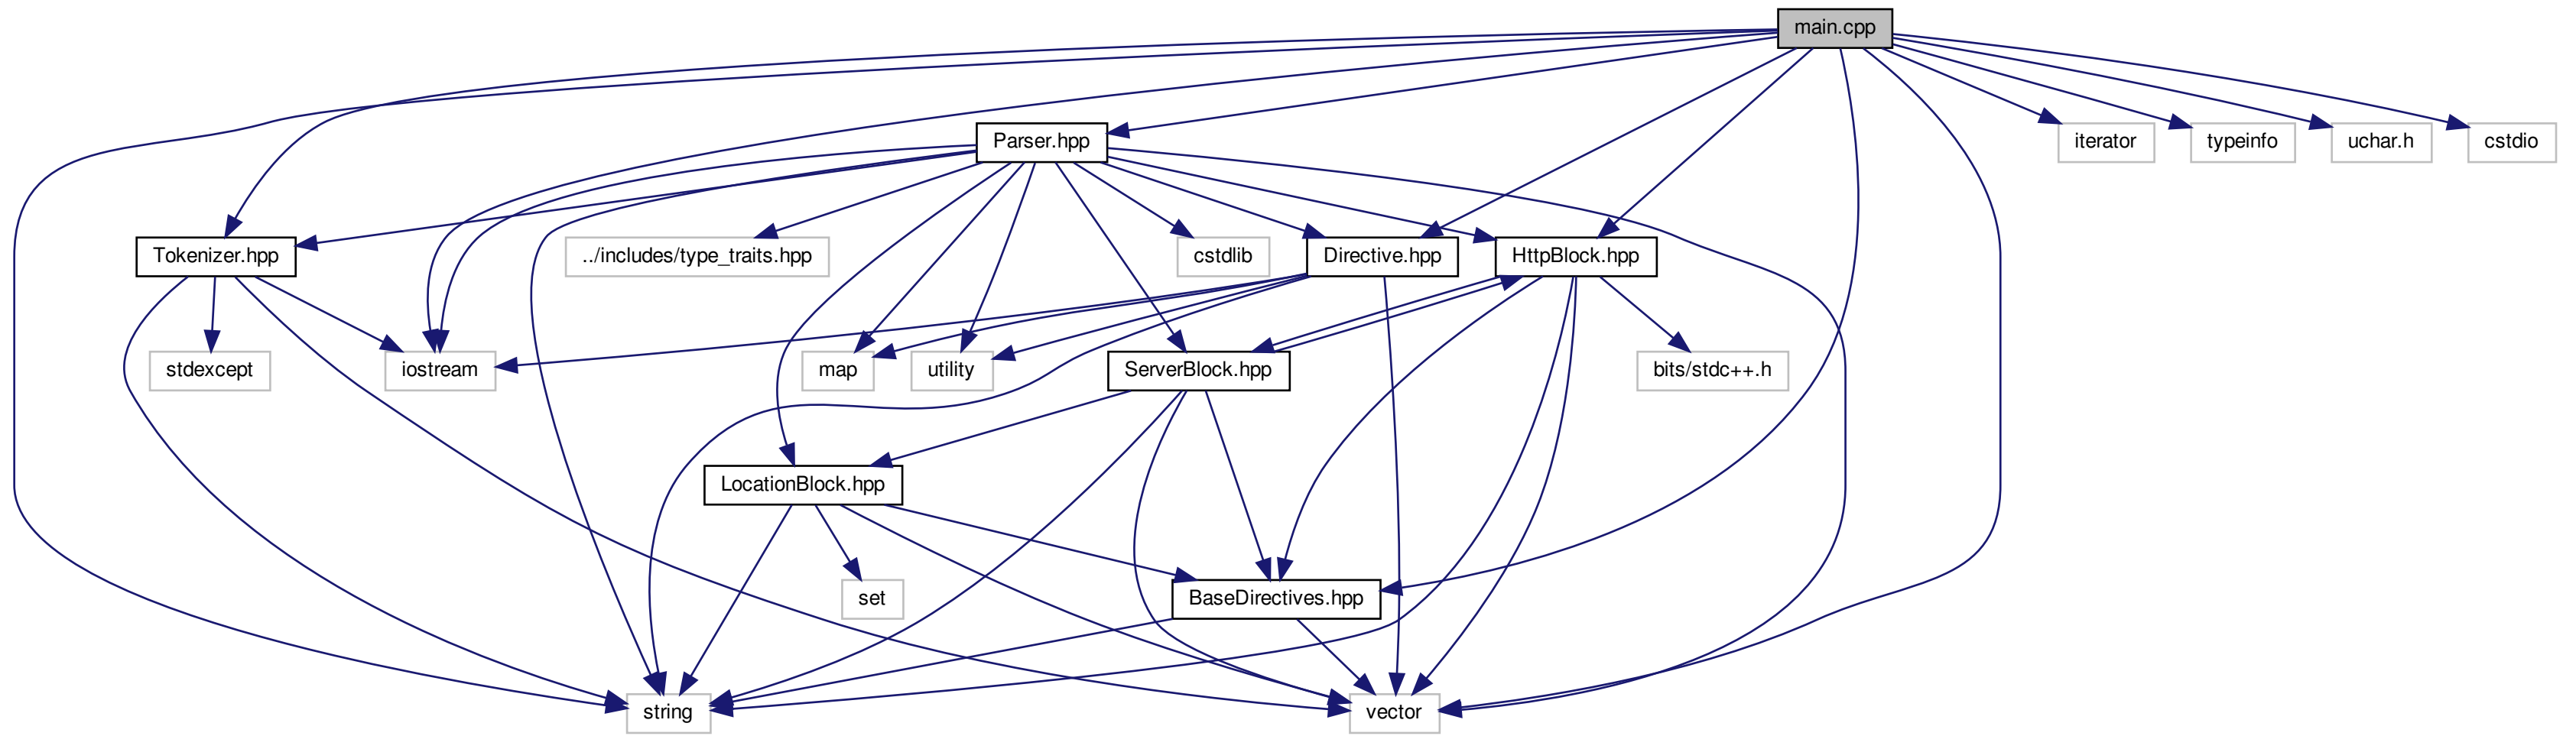 main.cpp
Parser.hpp
iterator
typeinfo
uchar.h
cstdio
Tokenizer.hpp
../includes/type_traits.hpp
cstdlib
Directive.hpp
HttpBlock.hpp
stdexcept
iostream
map
utility
ServerBlock.hpp
bits/stdc++.h
LocationBlock.hpp
set
BaseDirectives.hpp
string
vector